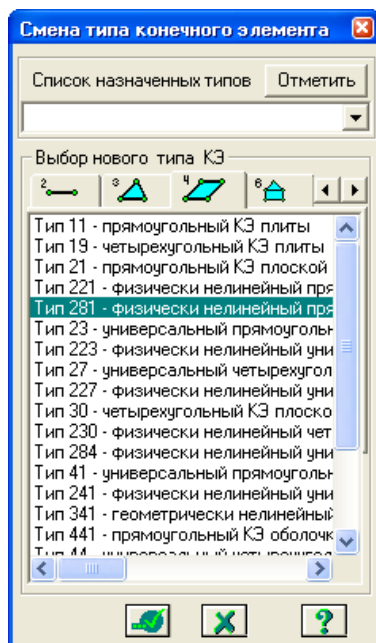 Смена типа конечного элемента
Список назначенных типов Отметить
Выбор нового типа КЭ
2 3 4 6
Тип 11 - прямоугольный КЭ плиты
Тип 19 - четырехугольный КЭ плиты
Тип 21 - прямоугольный КЭ плоской
Тип 221 - физически нелинейный пря
Тип 281 - физически нелинейный пря
Тип 23 - универсальный прямоугольн
Тип 223 - физически нелинейный уни
Тип 27 - универсальный четырехугол
Тип 227 - физически нелинейный уни
Тип 30 - четырехугольный КЭ плоско
Тип 230 - физически нелинейный чет
Тип 284 - физически нелинейный уни
Тип 41 - универсальный прямоугольн
Тип 241 - физически нелинейный уни
Тип 341 - геометрически нелинейный
Тип 441 - прямоугольный КЭ оболочк
Тип 44 - универсальный четырехугол
?